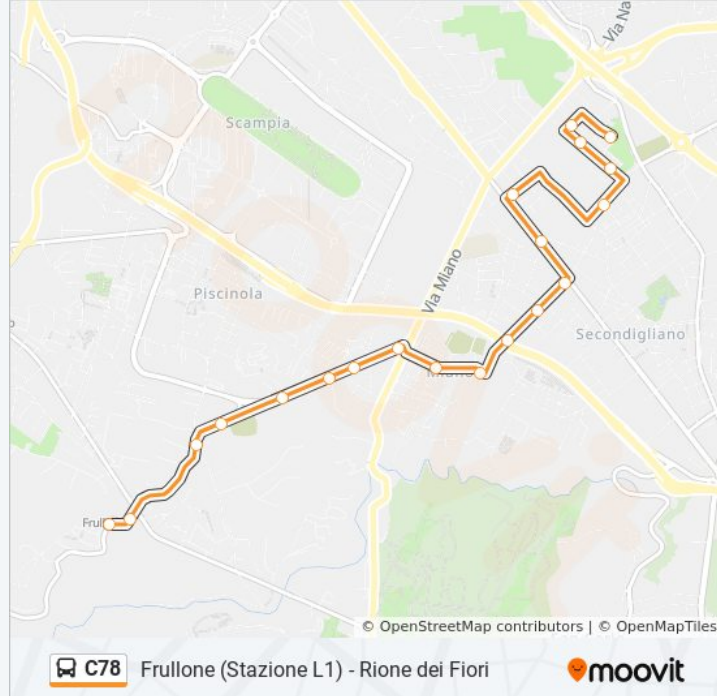 Via Na
Scampia
Via Miano
Piscinola
Secondigliano
Miano
Frull
© OpenStreetMap contributors | © OpenMapTiles
C78 Frullone (Stazione L1) - Rione dei Fiori moovit